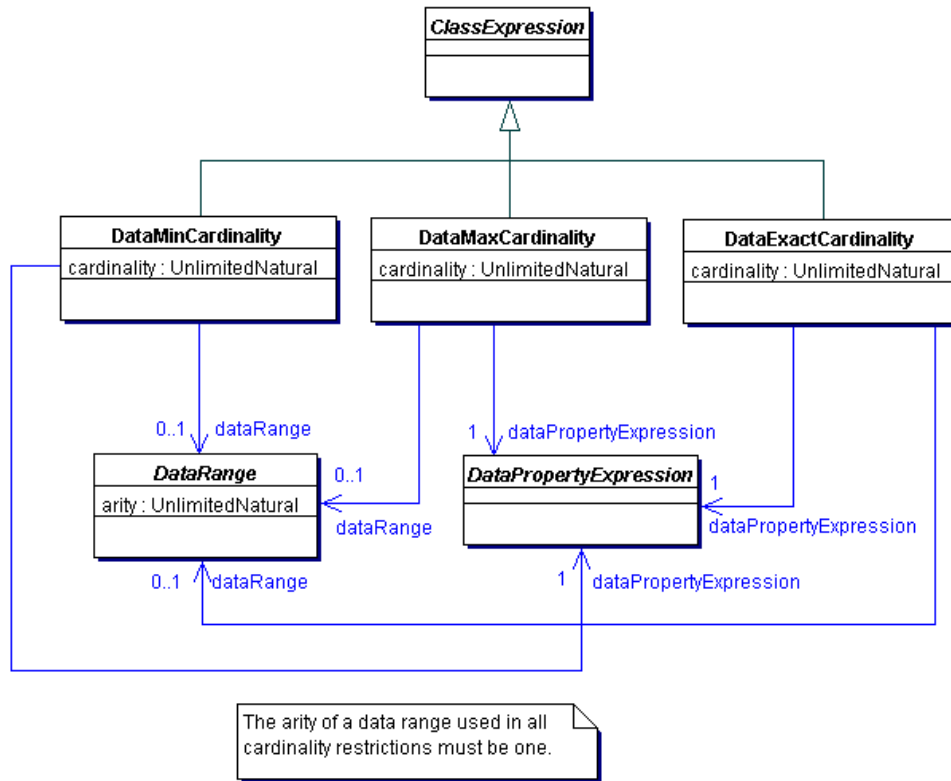 ClassExpression
DataMinCardinality
cardinality : UnlimitedNatural
DataMaxCardinality
cardinality : UnlimitedNatural
DataExactCardinality
cardinality : UnlimitedNatural
0..1 dataRange
1 dataPropertyExpression
DataRange
arity : UnlimitedNatural
0..1
dataRange
DataPropertyExpression
1
dataPropertyExpression
0..1 dataRange
1 dataPropertyExpression
The arity of a data range used in all
cardinality restrictions must be one.